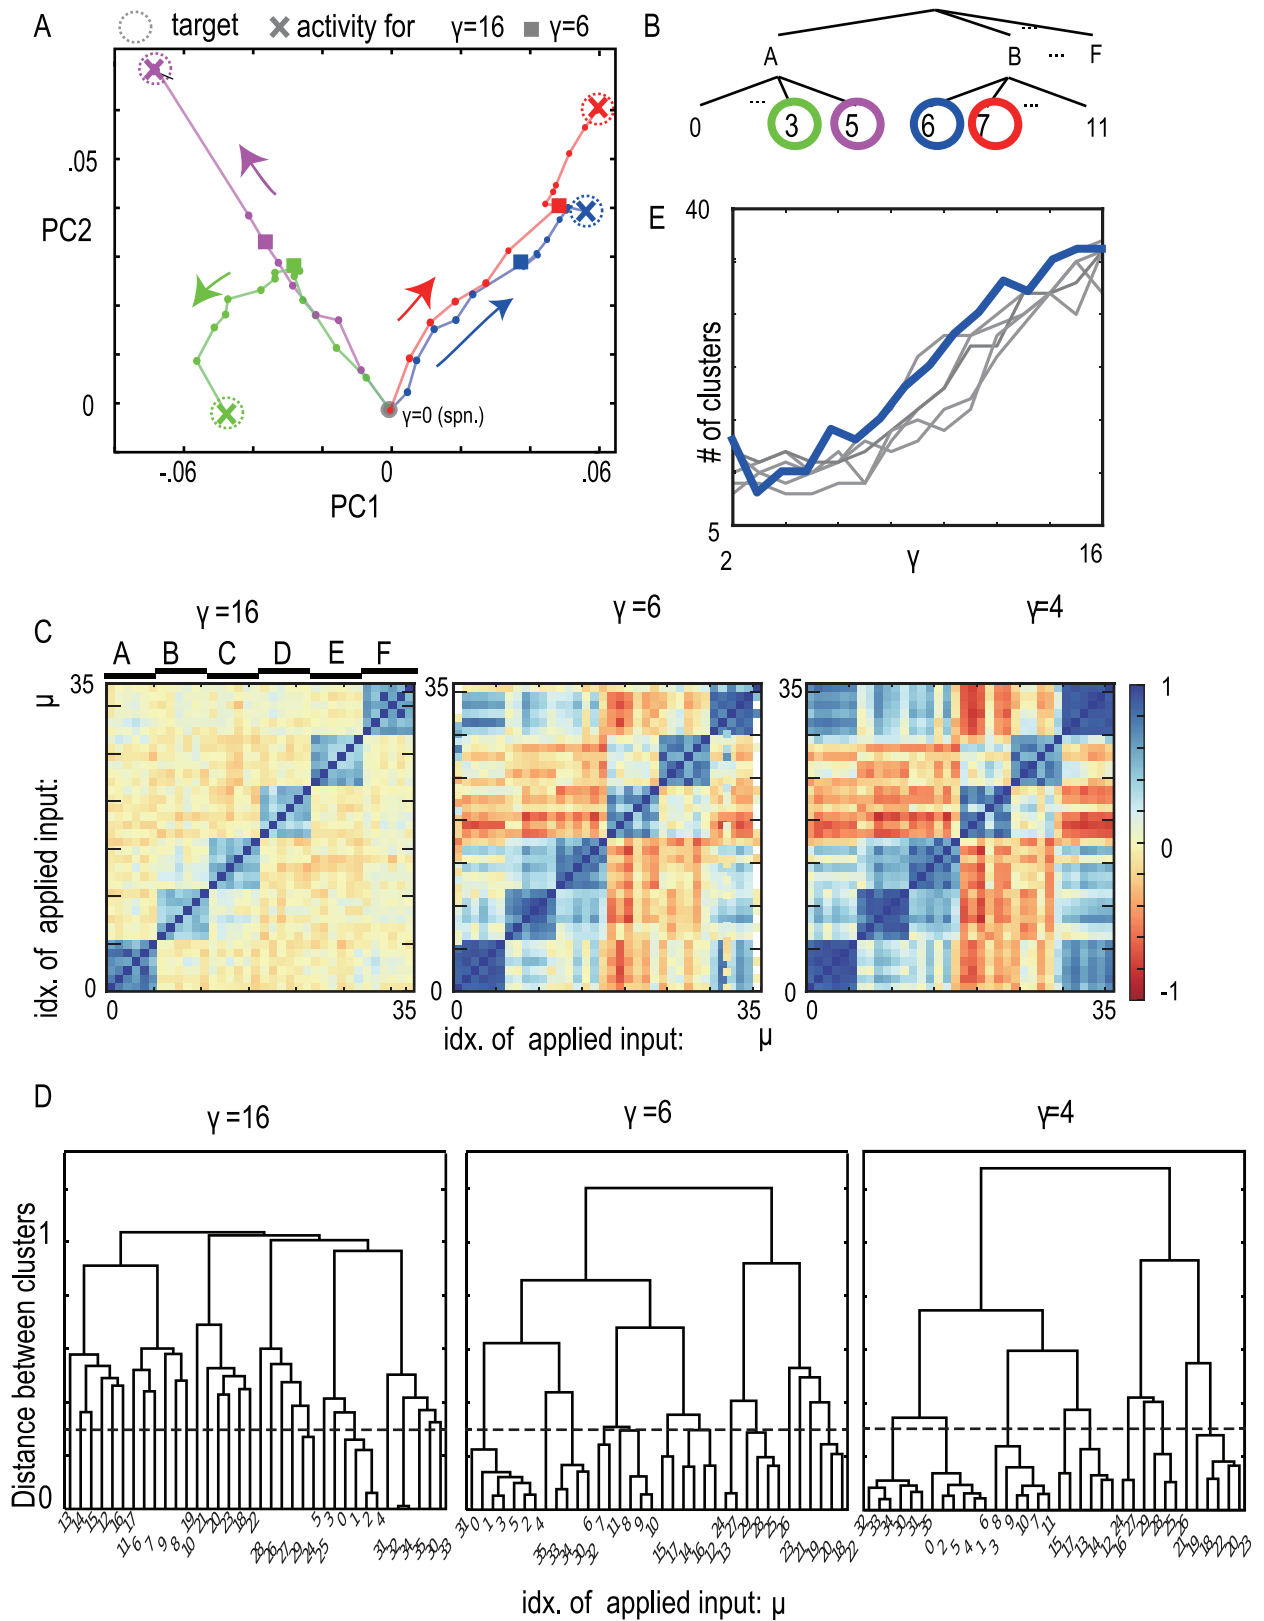 A
target
activity for
γ=16
γ=6
.05
PC2
0
γ=0 (spn.)
-.06
0
.06
PC1
B
...
A
B
...
F
...
...
0
3
5
6
7
11
E
40
# of clusters
5
2
γ
16
C
γ =16
γ =6
γ=4
A B C D E F
35
μ
idx. of applied input:
0
0
35
35
0
0
35
35
0
0
35
1
0
-1
idx. of applied input: μ
D
γ =16
γ =6
γ=4
Distance between clusters
1
0
idx. of applied input: μ